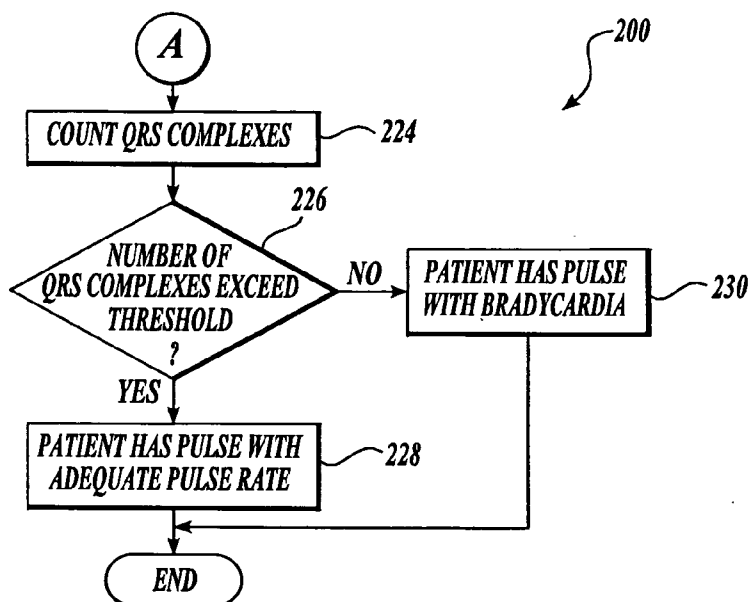 A
200
COUNT QRS COMPLEXES
224
226
NUMBER OF
QRS COMPLEXES EXCEED
THRESHOLD
?
NO
PATIENT HAS PULSE
WITH BRADYCARDIA
230
YES
PATIENT HAS PULSE WITH
ADEQUATE PULSE RATE
228
END